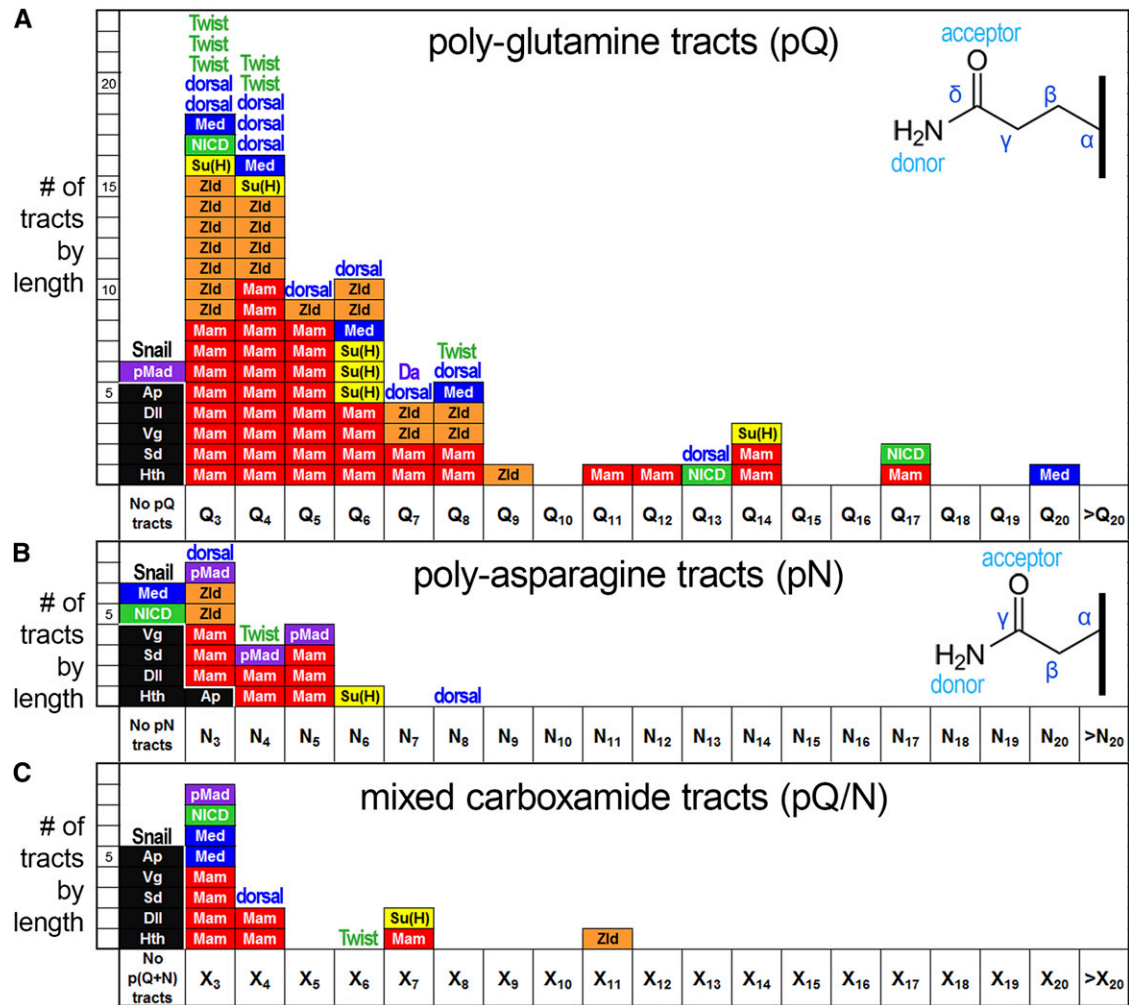 A
poly-glutamine tracts (pQ)
acceptor
O
δ β
γ α
H₂N
donor
# of
tracts
by
length
Twist
Twist
Twist Twist
20 dorsal Twist
dorsal dorsal
Med dorsal
NICD dorsal
Su(H) Med
15 Zld Su(H)
Zld Zld
Zld Zld
Zld Zld
Zld Zld dorsal
10 Zld Mam dorsal Zld
Zld Mam Zld Zld
Mam Mam Mam Med
Snail Mam Mam Mam Su(H) Twist
pMad Mam Mam Mam Su(H) Da dorsal
5 Ap Mam Mam Mam Su(H) dorsal Med
Dll Mam Mam Mam Mam Zld Zld
Vg Mam Mam Mam Mam Zld Zld Su(H)
Sd Mam Mam Mam Mam Mam Mam dorsal Mam NICD
Hth Mam Mam Mam Mam Mam Mam Zld Mam Mam NICD Mam Mam Med
No pQ
tracts
Q₃ Q₄ Q₅ Q₆ Q₇ Q₈ Q₉ Q₁₀ Q₁₁ Q₁₂ Q₁₃ Q₁₄ Q₁₅ Q₁₆ Q₁₇ Q₁₈ Q₁₉ Q₂₀ >Q₂₀
B
poly-asparagine tracts (pN)
acceptor
O
γ α
β
H₂N
donor
# of
tracts
by
length
dorsal
Snail pMad
Med Zld
5 NICD Zld
Vg Mam Twist pMad
Sd Mam pMad Mam
Dll Mam Mam Mam
Hth Ap Mam Mam Su(H) dorsal
No pN
tracts
N₃ N₄ N₅ N₆ N₇ N₈ N₉ N₁₀ N₁₁ N₁₂ N₁₃ N₁₄ N₁₅ N₁₆ N₁₇ N₁₈ N₁₉ N₂₀ >N₂₀
C
mixed carboxamide tracts (pQ/N)
# of
tracts
by
length
pMad
NICD
Snail Med
5 Ap Med
Vg Mam
Sd Mam dorsal
Dll Mam Mam Su(H)
Hth Mam Mam Twist Mam Zld
No
p(Q+N)
tracts
X₃ X₄ X₅ X₆ X₇ X₈ X₉ X₁₀ X₁₁ X₁₂ X₁₃ X₁₄ X₁₅ X₁₆ X₁₇ X₁₈ X₁₉ X₂₀ >X₂₀